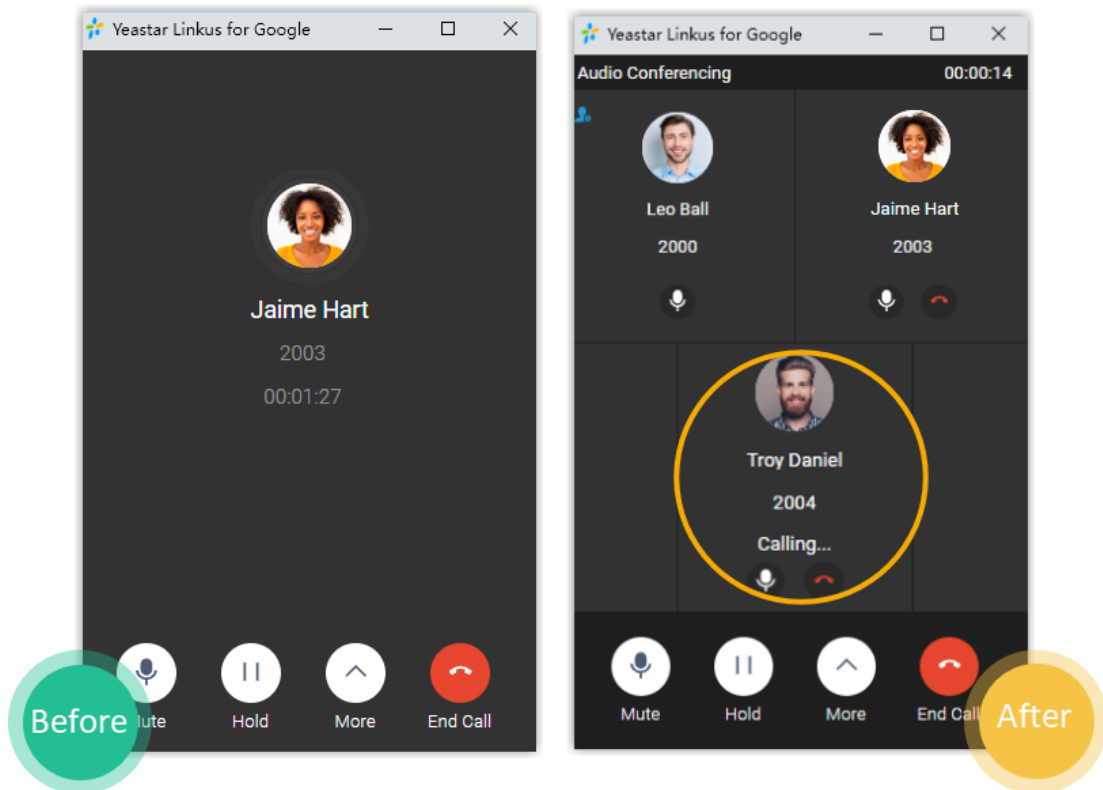 Yeastar Linkus for Google
Jaime Hart
2003
00:01:27
Mute
Hold
More
End Call
Before
Yeastar Linkus for Google
Audio Conferencing
00:00:14
Leo Ball
2000
Jaime Hart
2003
Troy Daniel
2004
Calling...
Mute
Hold
More
End Call
After